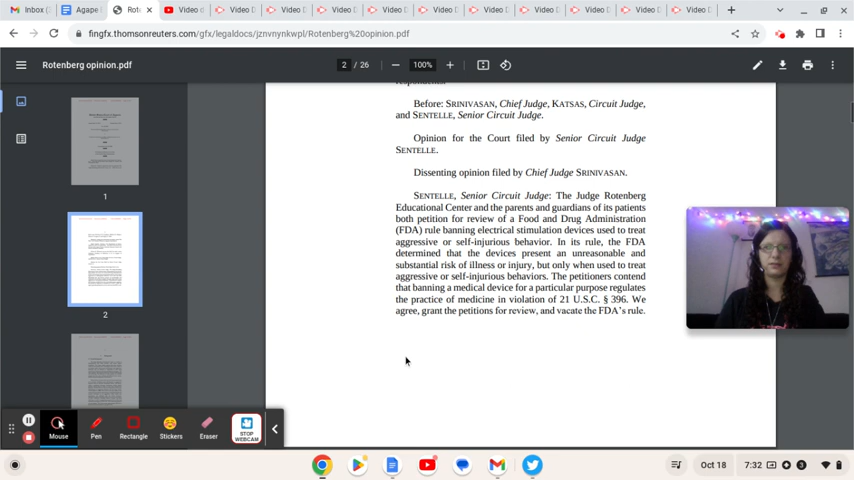 Inbox (
Agape
Rot
Video d
Video D
Video D
Video D
Video D
Video D
Video D
Video D
Video D
Video D
fingfx.thomsonreuters.com/gfx/legaldocs/jznvnynkwpl/Rotenberg%20opinion.pdf
Rotenberg opinion.pdf
2 / 26
100%
Before: SRINIVASAN, Chief Judge, KATSAS, Circuit Judge,
and SENTELLE, Senior Circuit Judge.
Opinion for the Court filed by Senior Circuit Judge
SENTELLE.
Dissenting opinion filed by Chief Judge SRINIVASAN.
SENTELLE, Senior Circuit Judge: The Judge Rotenberg
Educational Center and the parents and guardians of its patients
both petition for review of a Food and Drug Administration
(FDA) rule banning electrical stimulation devices used to treat
aggressive or self-injurious behavior. In its rule, the FDA
determined that the devices present an unreasonable and
substantial risk of illness or injury, but only when used to treat
aggressive or self-injurious behaviors. The petitioners contend
that banning a medical device for a particular purpose regulates
the practice of medicine in violation of 21 U.S.C. § 396. We
agree, grant the petitions for review, and vacate the FDA's rule.
1
2
Mouse
Pen
Rectangle
Stickers
Eraser
STOP
WEBCAM
Oct 18
7:32
3